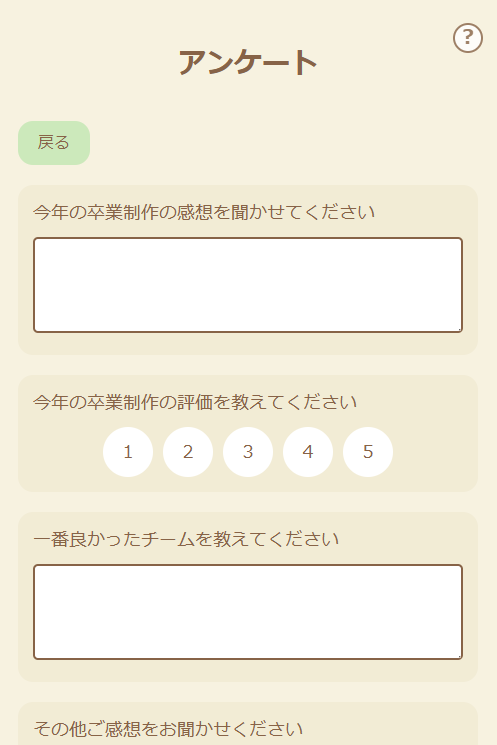 ?
アンケート
戻る
今年の卒業制作の感想を聞かせてください
今年の卒業制作の評価を教えてください
1 2 3 4 5
一番良かったチームを教えてください
その他ご感想をお聞かせください